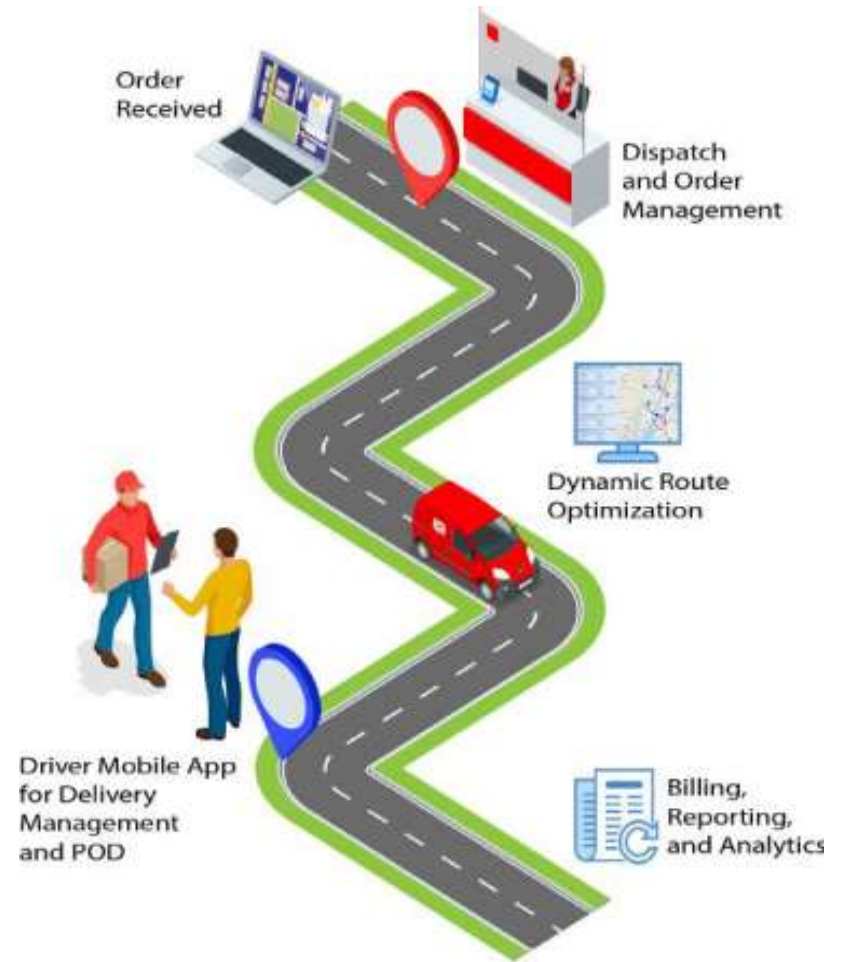 Order
Received
Dispatch
and Order
Management
Dynamic Route
Optimization
Driver Mobile App
for Delivery
Management
and POD
Billing,
Reporting,
and Analytics